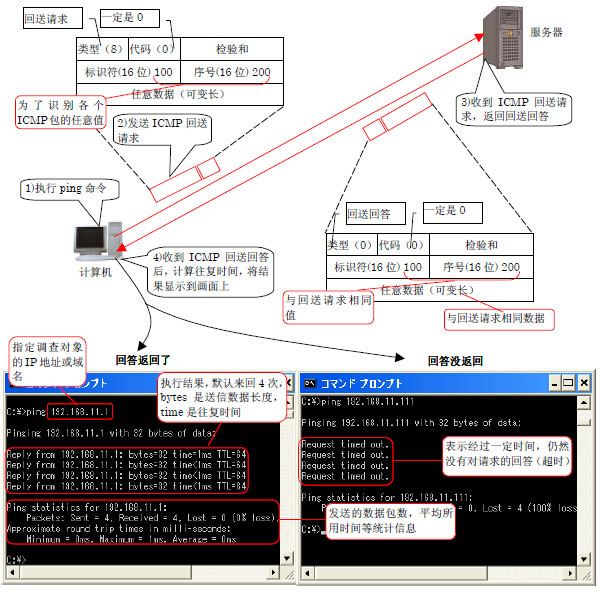 回送请求
一定是0
类型（8）
代码（0）
检验和
标识符(16 位) 100
序号(16 位) 200
任意数据（可变长）
为了识别各个
ICMP包的任意值
2)发送 ICMP 回送
请求
1)执行 ping 命令
计算机
服务器
3)收到 ICMP 回送请
求，返回回送回答
4)收到 ICMP 回送回答
后，计算往复时间，将结
果显示到画面上
回送回答
一定是0
类型（0）
代码（0）
检验和
标识符(16 位) 100
序号(16 位) 200
任意数据（可变长）
与回送请求相同
值
与回送请求相同数据
回答返回了
回答没返回
指定调查对象
的 IP 地址或域
名
执行结果，默认来回 4 次，
bytes 是送信数据长度，
time 是往复时间
C:¥>ping 192.168.11.1
Pinging 192.168.11.1 with 32 bytes of data:
Reply from 192.168.11.1: bytes=32 time=1ms TTL=64
Reply from 192.168.11.1: bytes=32 time<1ms TTL=64
Reply from 192.168.11.1: bytes=32 time<1ms TTL=64
Reply from 192.168.11.1: bytes=32 time<1ms TTL=64
Ping statistics for 192.168.11.1:
Packets: Sent = 4, Received = 4, Lost = 0 (0% loss),
Approximate round trip times in milli-seconds:
Minimum = 0ms, Maximum = 1ms, Average = 0ms
C:¥>
コマンド プロンプト
C:¥>ping 192.168.11.111
Pinging 192.168.11.111 with 32 bytes of data:
Request timed out.
Request timed out.
Request timed out.
Request timed out.
表示经过一定时间，仍然
没有对请求的回答（超时）
Ping statistics for 192.168.11.111:
= 0, Lost = 4 (100% loss
C:¥>
发送的数据包数，平均所
用时间等统计信息